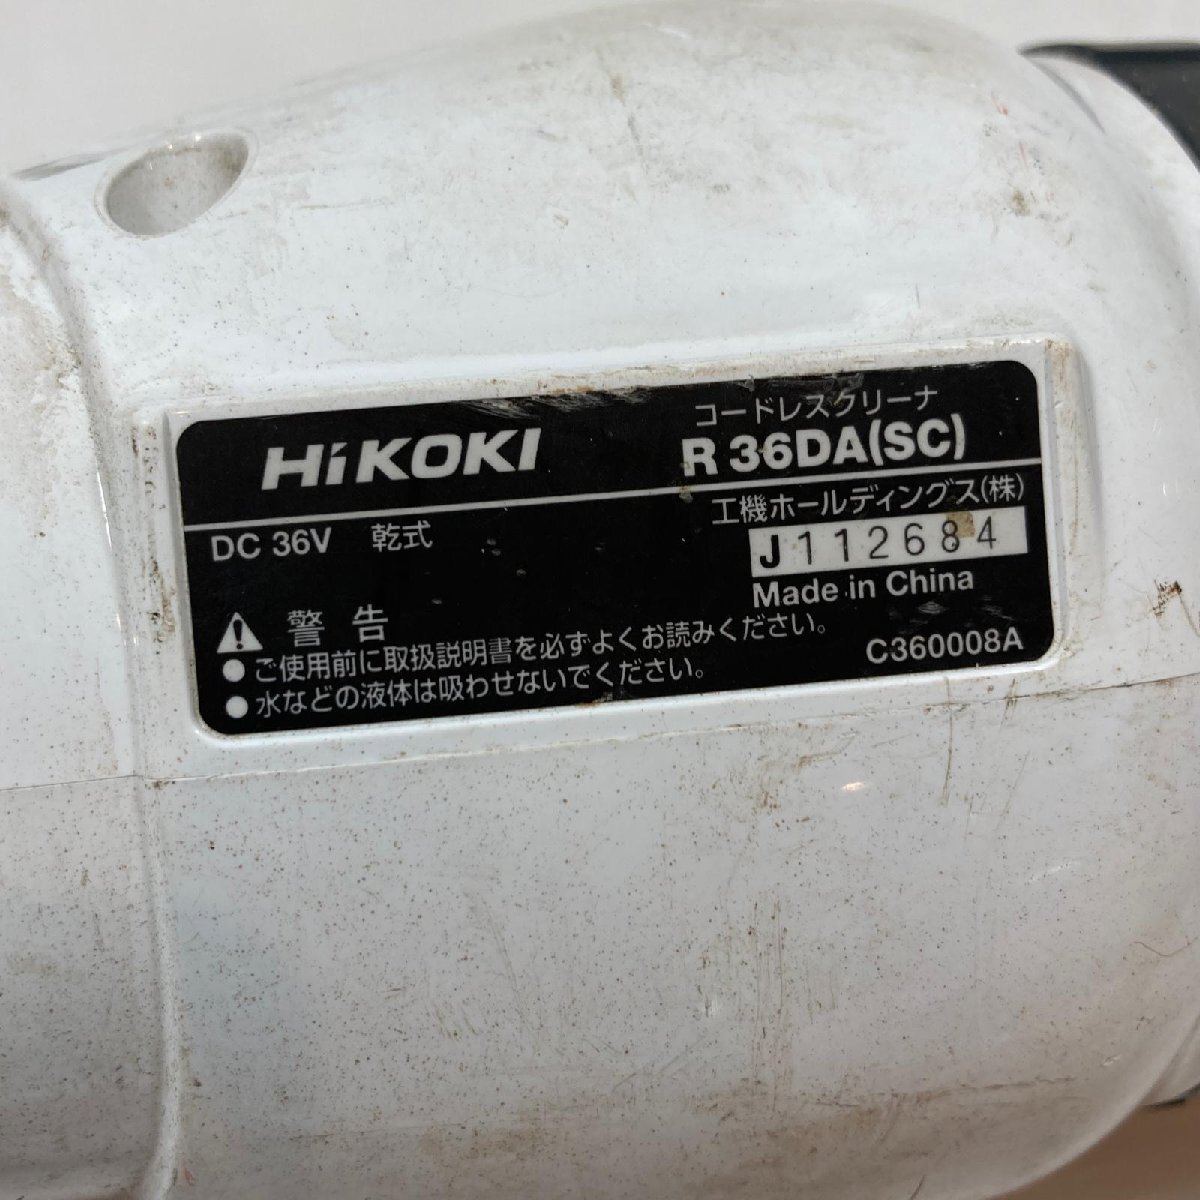 HiKOKI
コードレスクリーナ
R 36DA(SC)
DC 36V 乾式
工機ホールディングス(株)
J112684
Made in China
警告
●ご使用前に取扱説明書を必ずよくお読みください。
●水などの液体は吸わせないでください。
C360008A